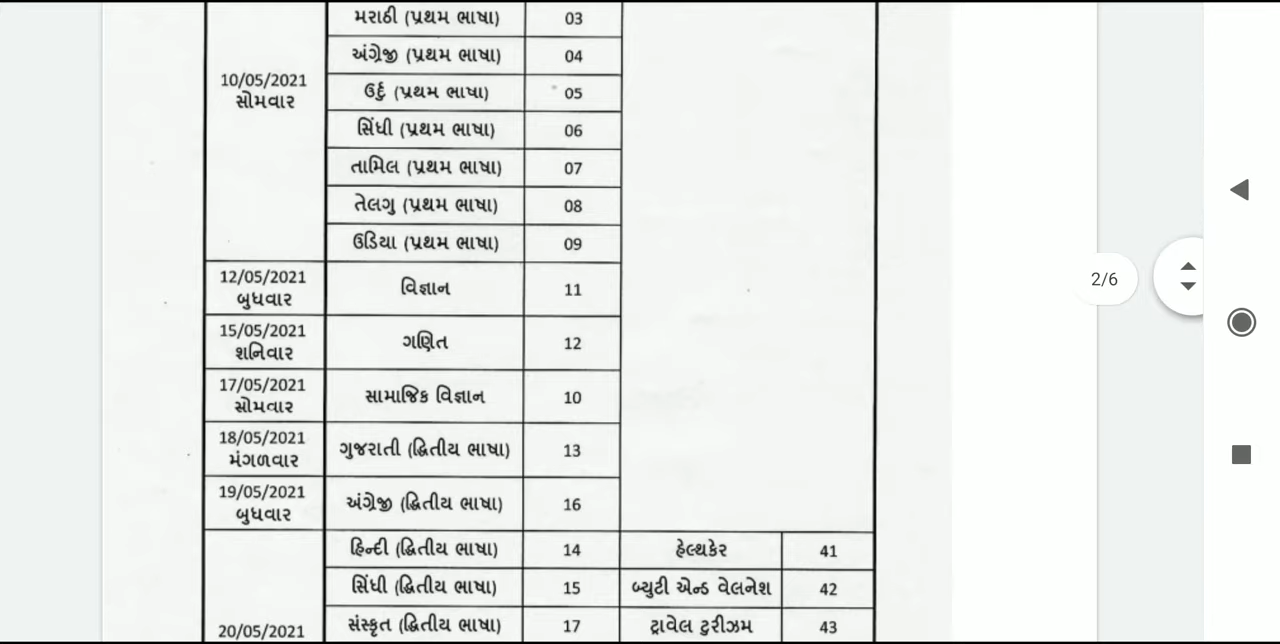 મરાઠી (પ્રથમ ભાષા) 03
અંગ્રેજી (પ્રથમ ભાષા) 04
10/05/2021
સોમવાર
ઉર્દુ (પ્રથમ ભાષા) 05
સિંધી (પ્રથમ ભાષા) 06
તામિલ (પ્રથમ ભાષા) 07
તેલગુ (પ્રથમ ભાષા) 08
ઉડિયા (પ્રથમ ભાષા) 09
12/05/2021
બુધવાર
વિજ્ઞાન 11
2/6
15/05/2021
શનિવાર
ગણિત 12
17/05/2021
સોમવાર
સામાજિક વિજ્ઞાન 10
18/05/2021
મંગળવાર
ગુજરાતી (દ્વિતીય ભાષા) 13
19/05/2021
બુધવાર
અંગ્રેજી (દ્વિતીય ભાષા) 16
હિન્દી (દ્વિતીય ભાષા) 14 હેલ્થકેર 41
સિંધી (દ્વિતીય ભાષા) 15 બ્યુટી એન્ડ વેલનેશ 42
20/05/2021 સંસ્કૃત (દ્વિતીય ભાષા) 17 ટ્રાવેલ ટુરીઝમ 43